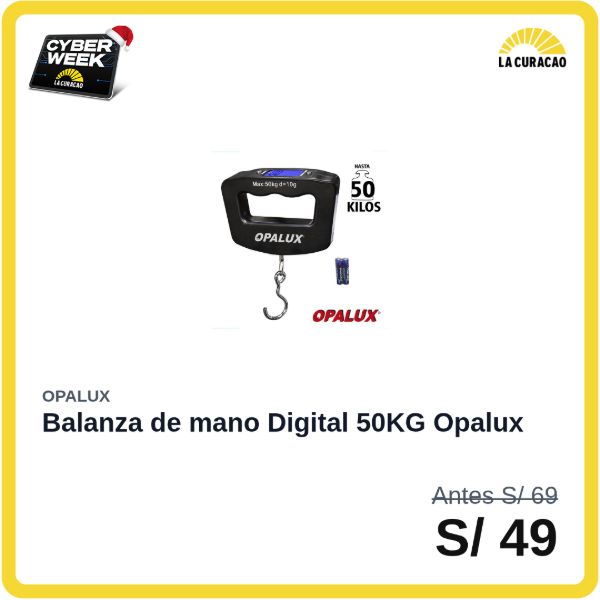 CYBER
WEEK
LA CURACAO
LA CURACAO
Max:50kg d=10g
OPALUX
HASTA
50
KILOS
OPALUX
OPALUX
Balanza de mano Digital 50KG Opalux
Antes S/ 69
S/ 49